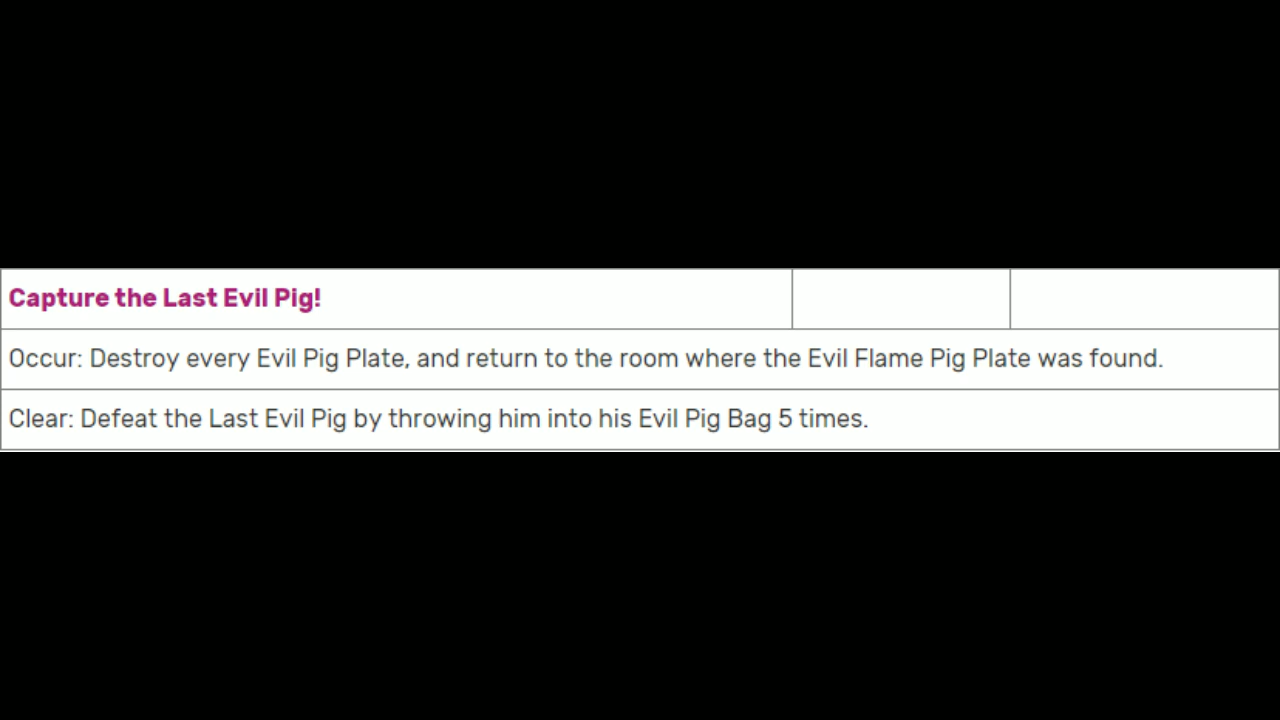 Capture the Last Evil Pig!
Occur: Destroy every Evil Pig Plate, and return to the room where the Evil Flame Pig Plate was found.
Clear: Defeat the Last Evil Pig by throwing him into his Evil Pig Bag 5 times.